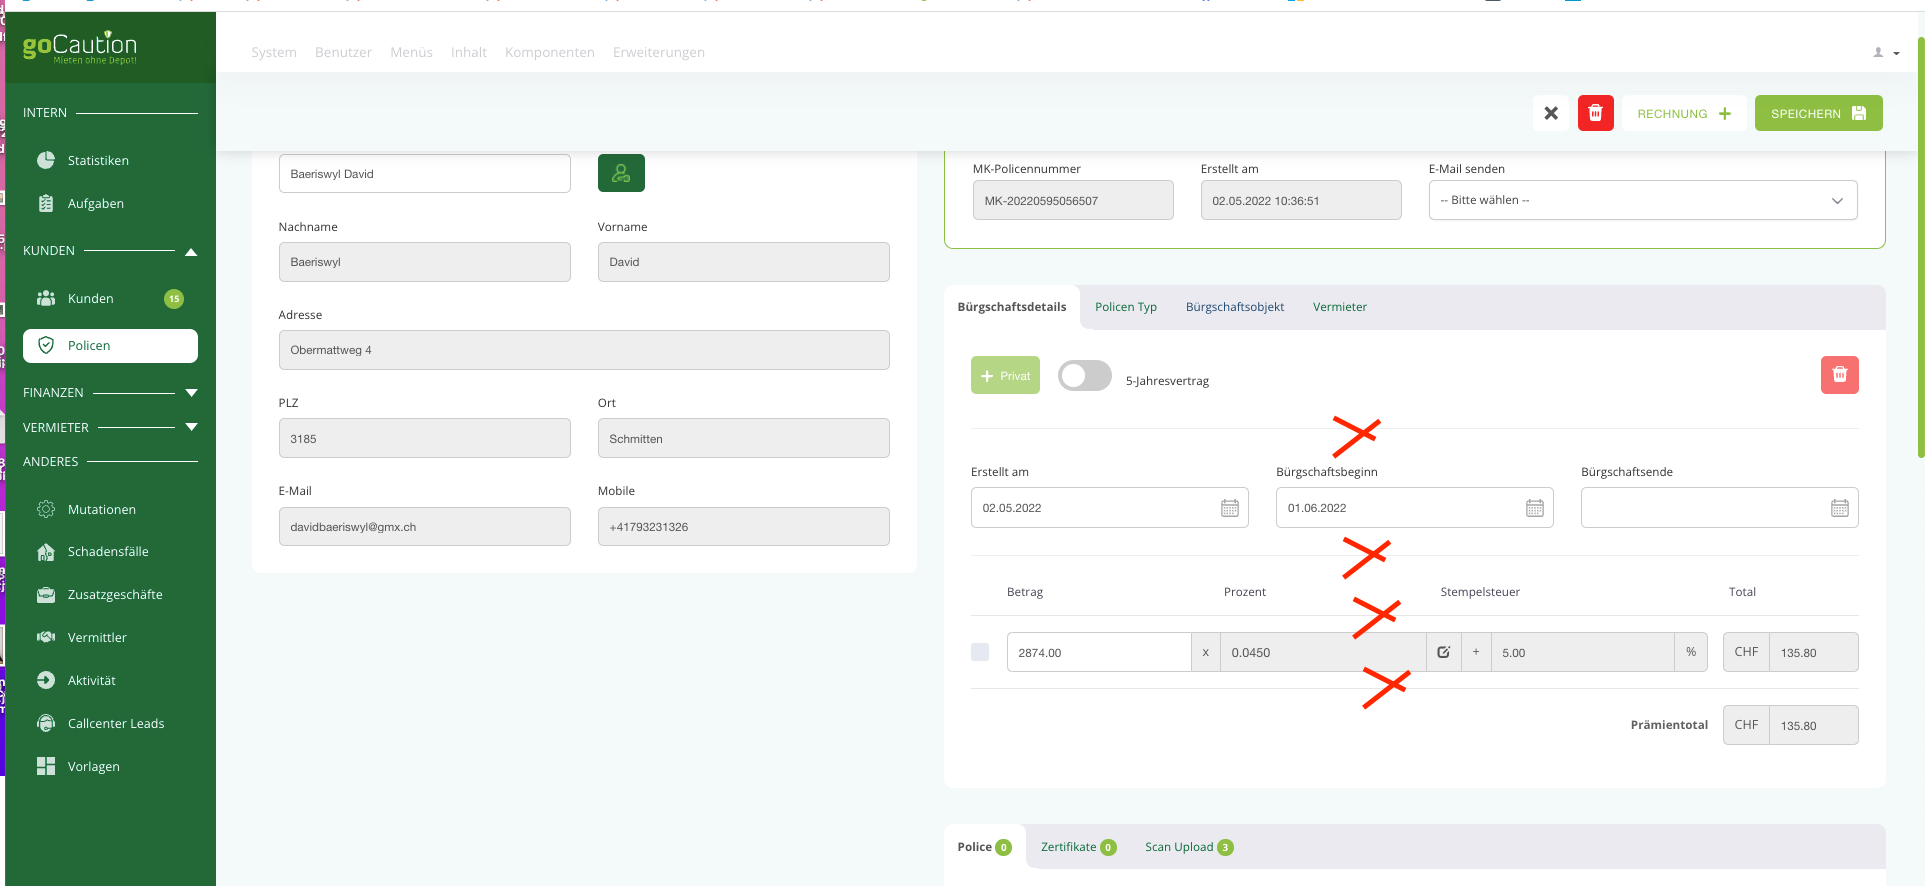 goCaution
Mieten ohne Depot!
System Benutzer Menüs Inhalt Komponenten Erweiterungen
INTERN
Statistiken
Aufgaben
KUNDEN
Kunden 15
Policen
FINANZEN
VERMIETER
ANDERES
Mutationen
Schadensfälle
Zusatzgeschäfte
Vermittler
Aktivität
Callcenter Leads
Vorlagen
RECHNUNG +
SPEICHERN
Baeriswyl David
Nachname Vorname
Baeriswyl David
Adresse
Obermattweg 4
PLZ Ort
3185 Schmitten
E-Mail Mobile
davidbaeriswyl@gmx.ch +41793231326
MK-Policennummer Erstellt am E-Mail senden
MK-20220595056507 02.05.2022 10:36:51 -- Bitte wählen --
Bürgschaftsdetails Policen Typ Bürgschaftsobjekt Vermieter
+ Privat 5-Jahresvertrag
Erstellt am Bürgschaftsbeginn Bürgschaftsende
02.05.2022 01.06.2022
Betrag Prozent Stempelsteuer Total
2874.00 x 0.0450 + 5.00 % CHF 135.80
Prämientotal CHF 135.80
Police 0 Zertifikate 0 Scan Upload 3